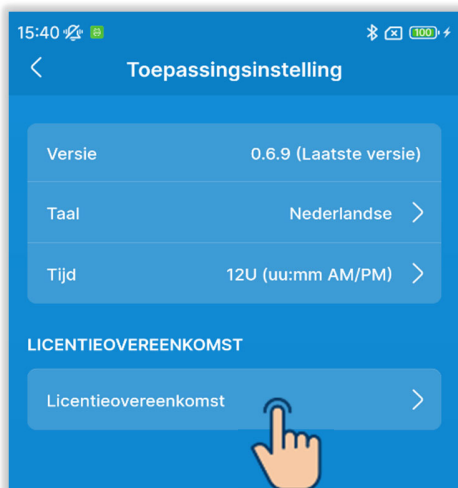 15:40
100
Toepassingsinstelling
Versie 0.6.9 (Laatste versie)
Taal Nederlandse
Tijd 12U (uu:mm AM/PM)
LICENTIEOVEREENKOMST
Licentieovereenkomst